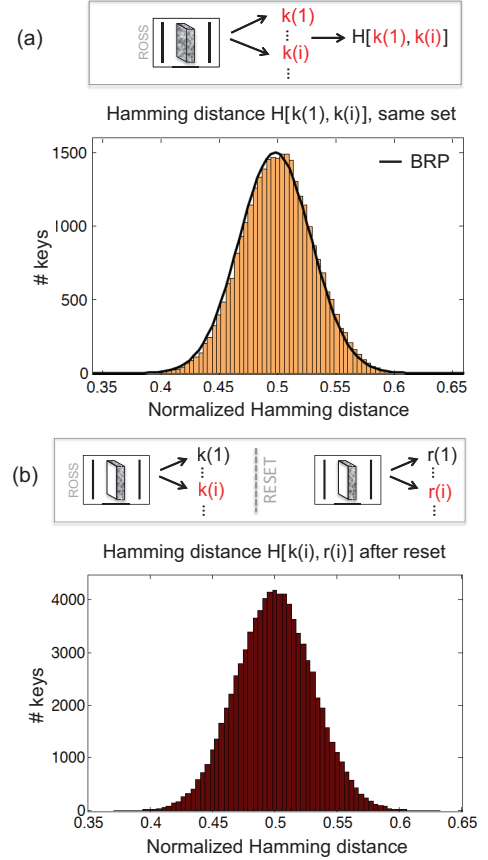 (a)
ROSS
k(1)
...
k(i)
...
H[k(1), k(i)]
Hamming distance H[k(1), k(i)], same set
1500
1000
500
0
# keys
BRP
0.35 0.4 0.45 0.5 0.55 0.6 0.65
Normalized Hamming distance
(b)
ROSS
k(1)
...
k(i)
...
RESET
r(1)
...
r(i)
...
Hamming distance H[k(i), r(i)] after reset
4000
3000
2000
1000
0
# keys
0.35 0.4 0.45 0.5 0.55 0.6 0.65
Normalized Hamming distance